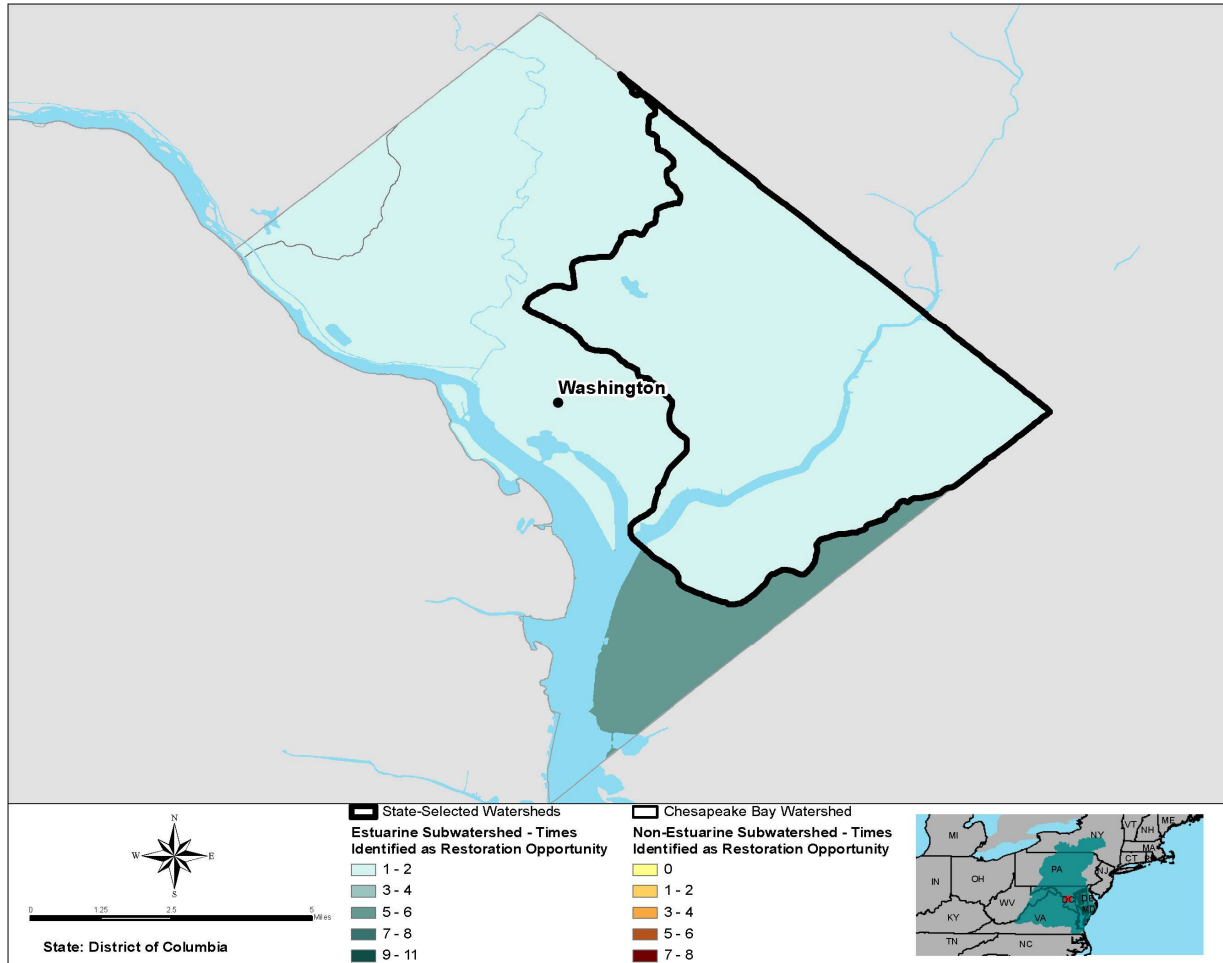 Washington
N
W
E
S
0
1.25
2.5
5
Miles
State: District of Columbia
State-Selected Watersheds
Estuarine Subwatershed - Times
Identified as Restoration Opportunity
1 - 2
3 - 4
5 - 6
7 - 8
9 - 11
Chesapeake Bay Watershed
Non-Estuarine Subwatershed - Times
Identified as Restoration Opportunity
0
1 - 2
3 - 4
5 - 6
7 - 8
MI
NY
VT
NH
ME
MA
CT
PA
NJ
IN
OH
WV
DE
MD
KY
VA
TN
NC